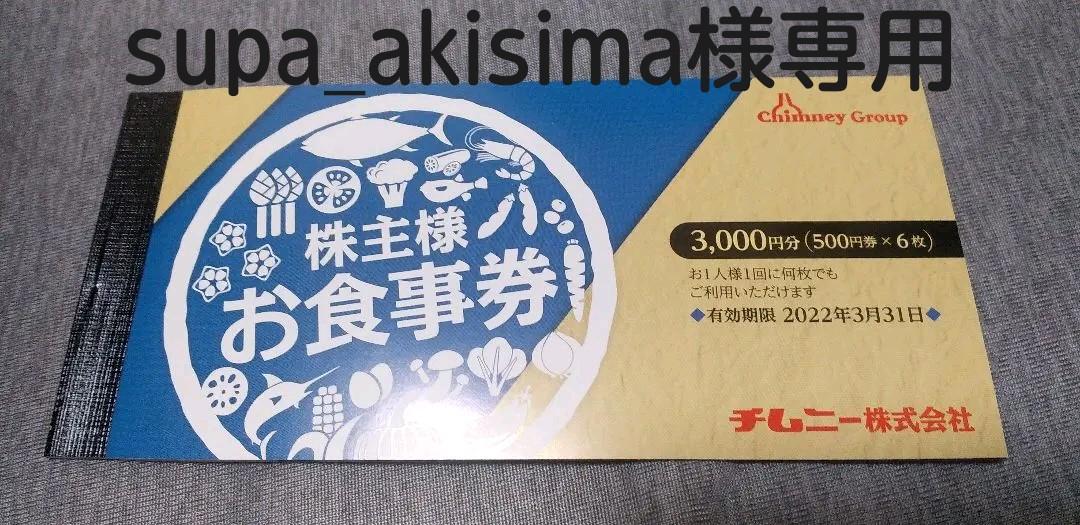 supa_akisima様専用
Chimney Group
株主様
お食事券
3,000円分(500円券×6枚)
お1人様1回に何枚でも
ご利用いただけます
◆有効期限 2022年3月31日◆
チムニー株式会社